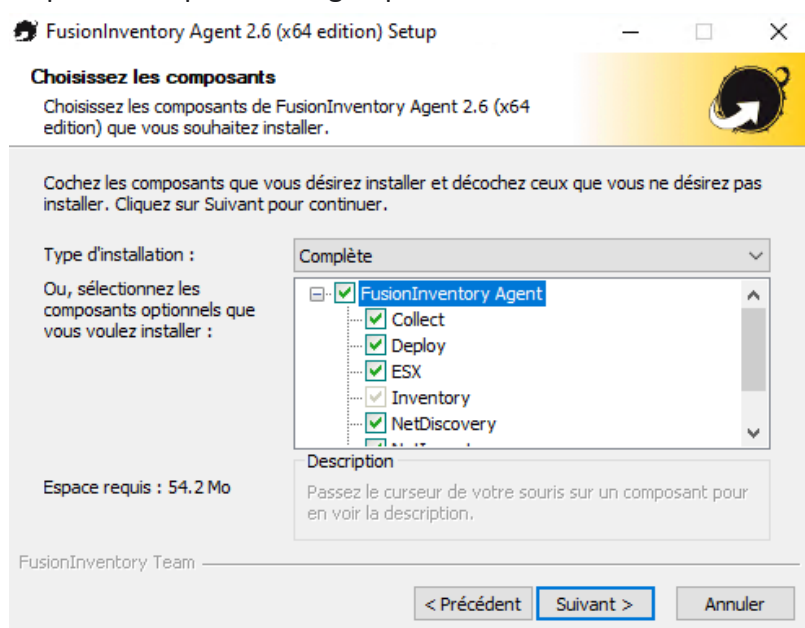 FusionInventory Agent 2.6 (x64 edition) Setup
Choisissez les composants
Choisissez les composants de FusionInventory Agent 2.6 (x64
edition) que vous souhaitez installer.
Cochez les composants que vous désirez installer et décochez ceux que vous ne désirez pas
installer. Cliquez sur Suivant pour continuer.
Type d'installation :
Complète
Ou, sélectionnez les
composants optionnels que
vous voulez installer :
FusionInventory Agent
Collect
Deploy
ESX
Inventory
NetDiscovery
Espace requis : 54.2 Mo
Description
Passez le curseur de votre souris sur un composant pour
en voir la description.
FusionInventory Team
< Précédent
Suivant >
Annuler